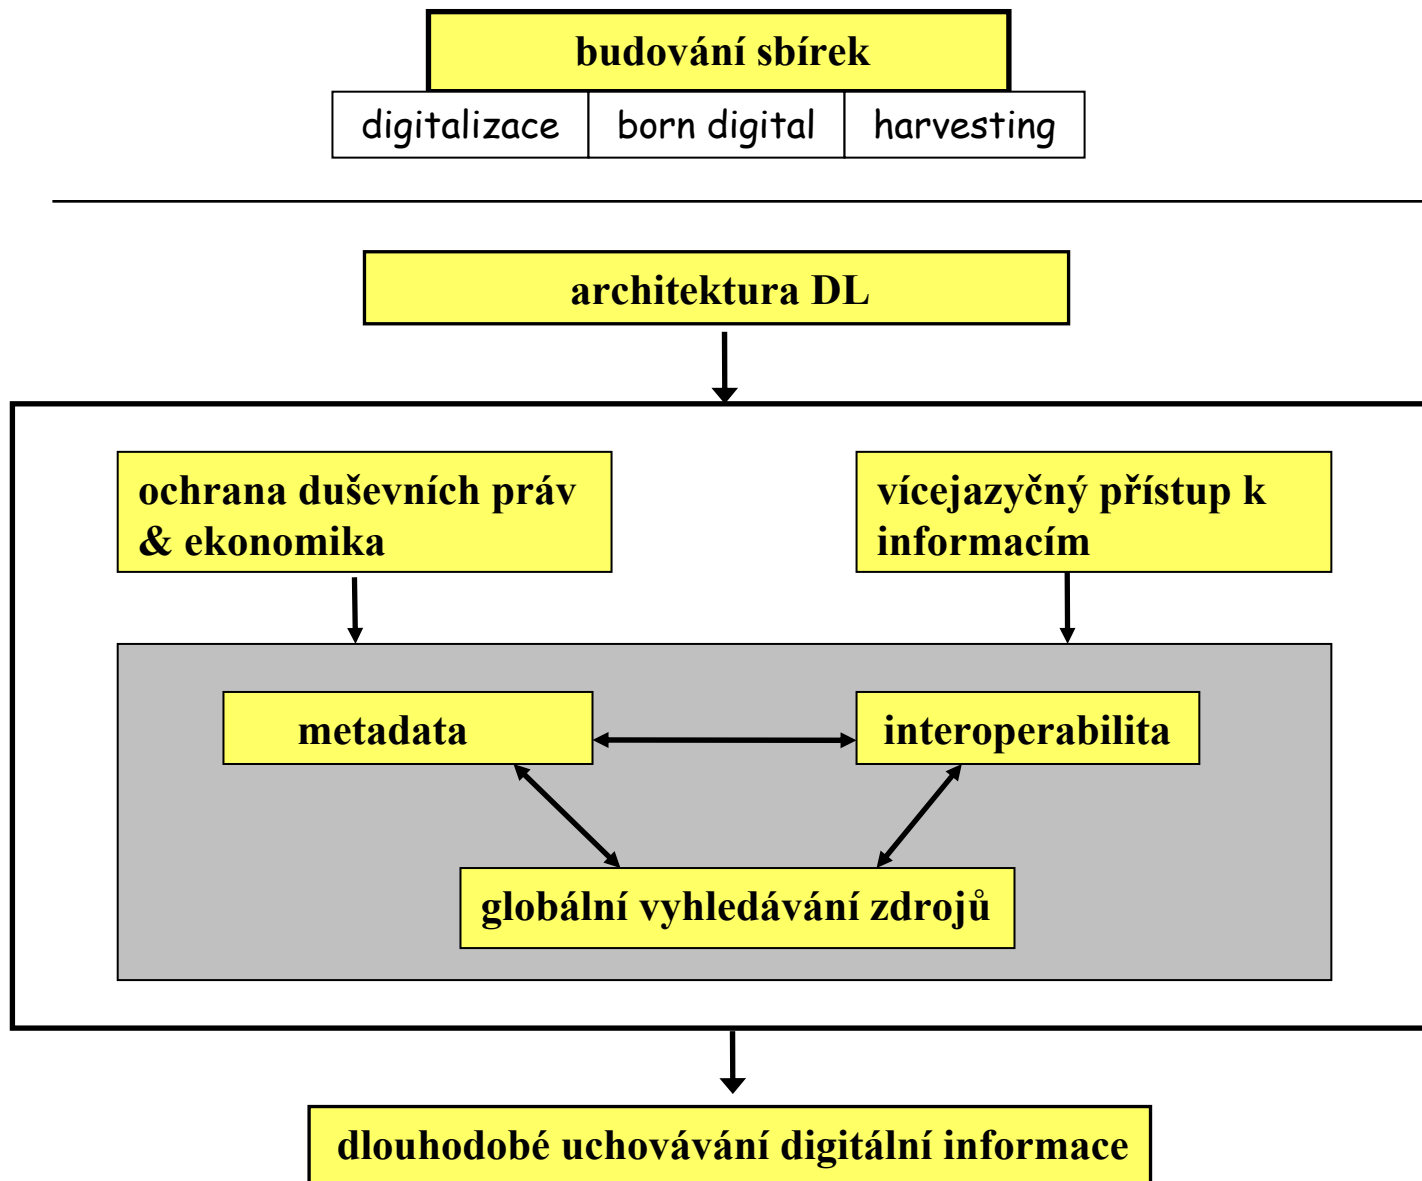 budování sbírek
digitalizace born digital harvesting
architektura DL
ochrana duševních práv
& ekonomika
vícejazyčný přístup k
informacím
metadata
interoperabilita
globální vyhledávání zdrojů
dlouhodobé uchovávání digitální informace